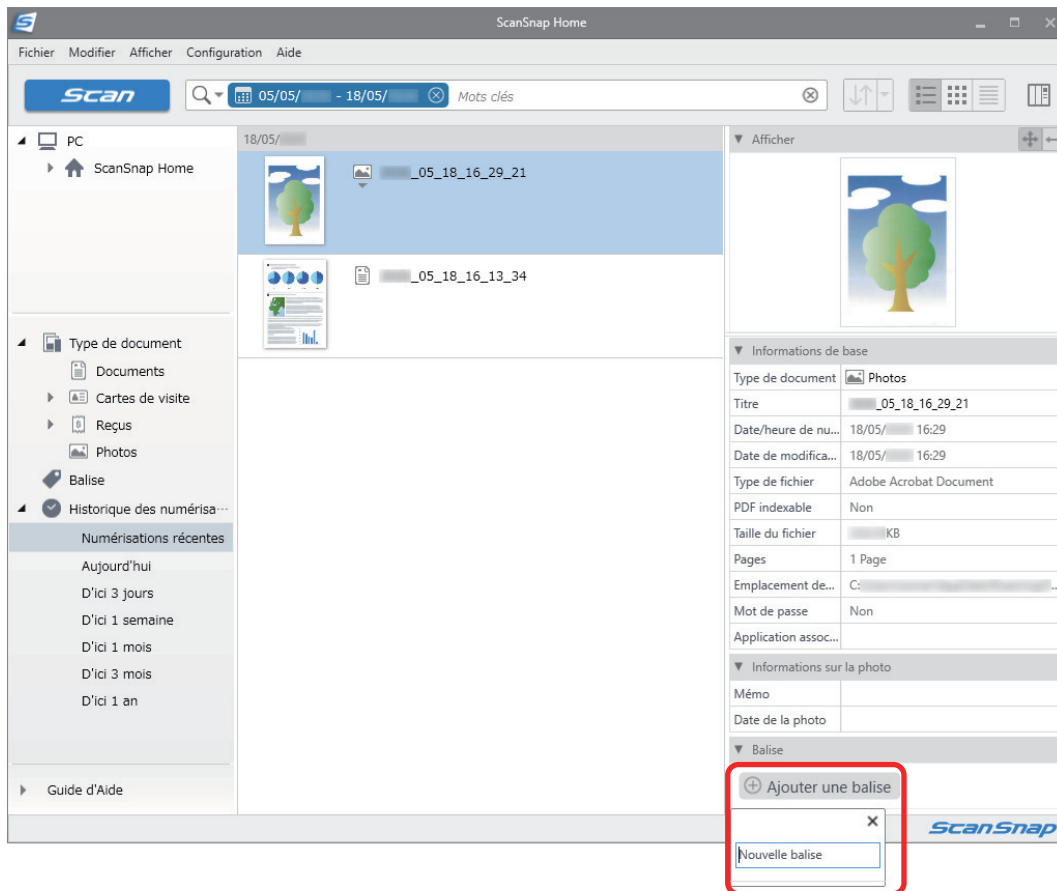 ScanSnap Home
Fichier Modifier Afficher Configuration Aide
Scan
05/05/ - 18/05/ Mots clés
PC
ScanSnap Home
Type de document
Documents
Cartes de visite
Reçus
Photos
Balise
Historique des numérisa...
Numérisations récentes
Aujourd'hui
D'ici 3 jours
D'ici 1 semaine
D'ici 1 mois
D'ici 3 mois
D'ici 1 an
Guide d'Aide
18/05/
_05_18_16_29_21
_05_18_16_13_34
Afficher
Informations de base
Type de document Photos
Titre _05_18_16_29_21
Date/heure de nu... 18/05/ 16:29
Date de modifica... 18/05/ 16:29
Type de fichier Adobe Acrobat Document
PDF indexable Non
Taille du fichier KB
Pages 1 Page
Emplacement de... C: ...
Mot de passe Non
Application assoc...
Informations sur la photo
Mémo
Date de la photo
Balise
Ajouter une balise
Nouvelle balise
ScanSnap